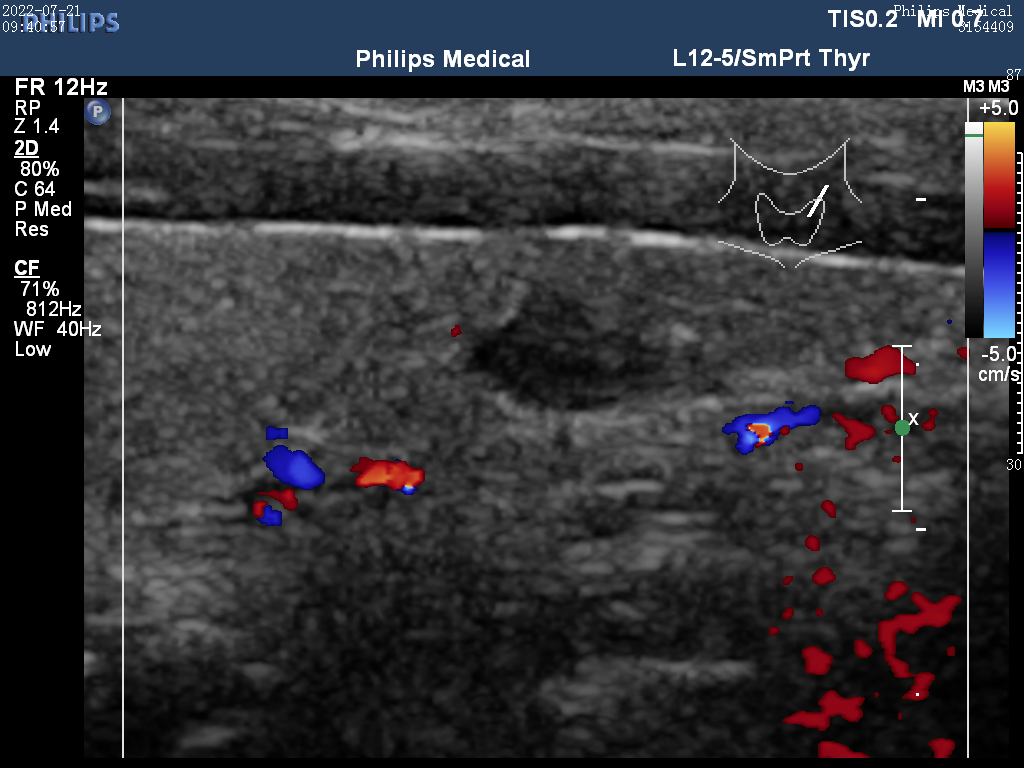 2022-07-21
09:40:57
PHILIPS
TIS0.2 MI 0.7
Philips Medical
Philips Medical
L12-5/SmPrt Thyr
FR 12Hz
RP
Z 1.4
2D
80%
C 64
P Med
Res
CF
71%
812Hz
WF 40Hz
Low
P
M3 M3
+5.0
-5.0
cm/s
x